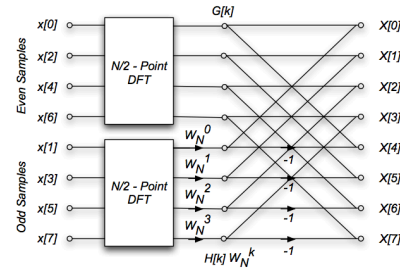 G[k]
x[0]
X[0]
x[2]
X[1]
N/2 - Point
DFT
x[4]
X[2]
x[6]
X[3]
Even Samples
W_N^0
x[1]
X[4]
-1
W_N^1
x[3]
X[5]
-1
N/2 - Point
DFT
W_N^2
x[5]
X[6]
-1
W_N^3
x[7]
X[7]
-1
Odd Samples
H[k] W_N^k